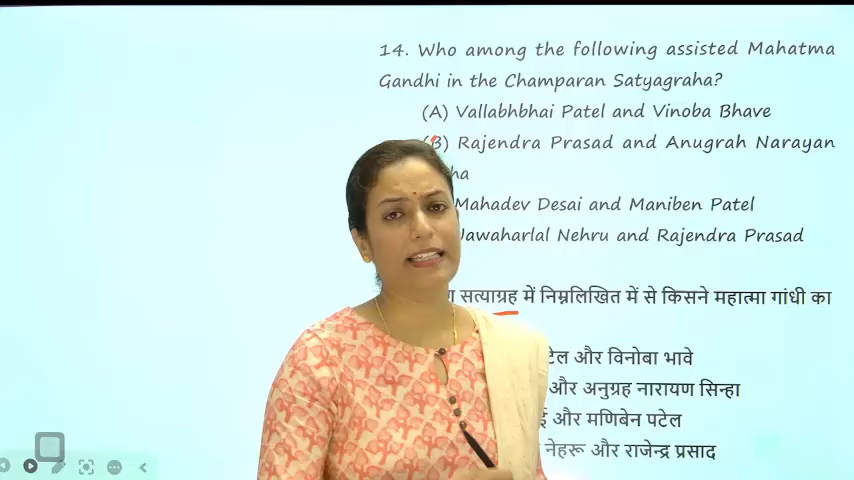 14. Who among the following assisted Mahatma
Gandhi in the Champaran Satyagraha?
(A) Vallabhbhai Patel and Vinoba Bhave
(B) Rajendra Prasad and Anugrah Narayan
ha
Mahadev Desai and Maniben Patel
Jawaharlal Nehru and Rajendra Prasad
सत्याग्रह में निम्नलिखित में से किसने महात्मा गांधी का
और विनोबा भावे
और अनुग्रह नारायण सिन्हा
और मणिबेन पटेल
नेहरू और राजेन्द्र प्रसाद